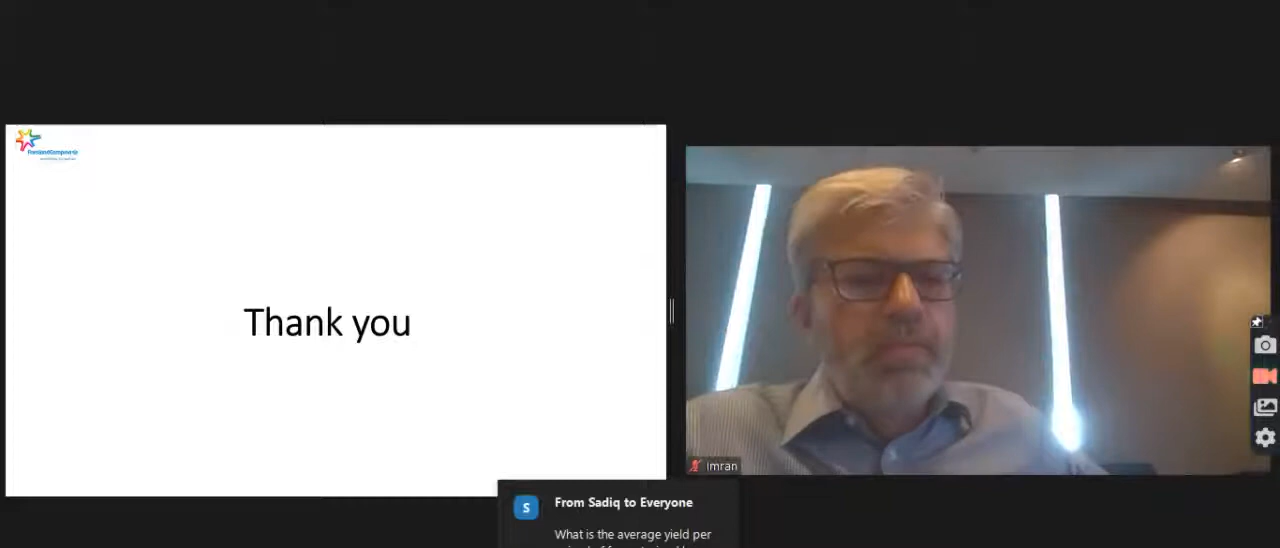 Thank you
Imran
S
From Sadiq to Everyone
What is the average yield per